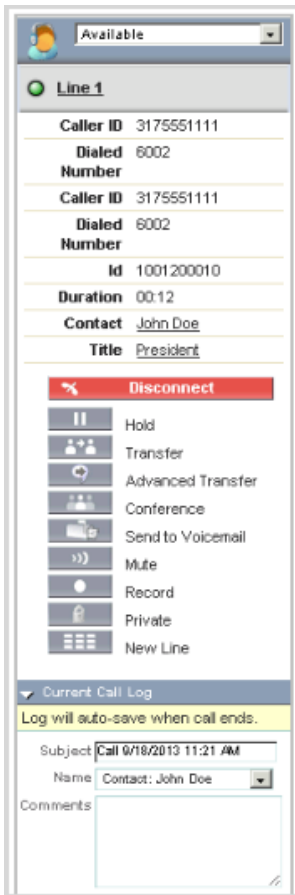 Available
Line 1
Caller ID 3175551111
Dialed 6002
Number
Caller ID 3175551111
Dialed 6002
Number
Id 1001200010
Duration 00:12
Contact John Doe
Title President
Disconnect
Hold
Transfer
Advanced Transfer
Conference
Send to Voicemail
Mute
Record
Private
New Line
Current Call Log
Log will auto-save when call ends.
Subject Call 9/18/2013 11:21 AM
Name Contact: John Doe
Comments